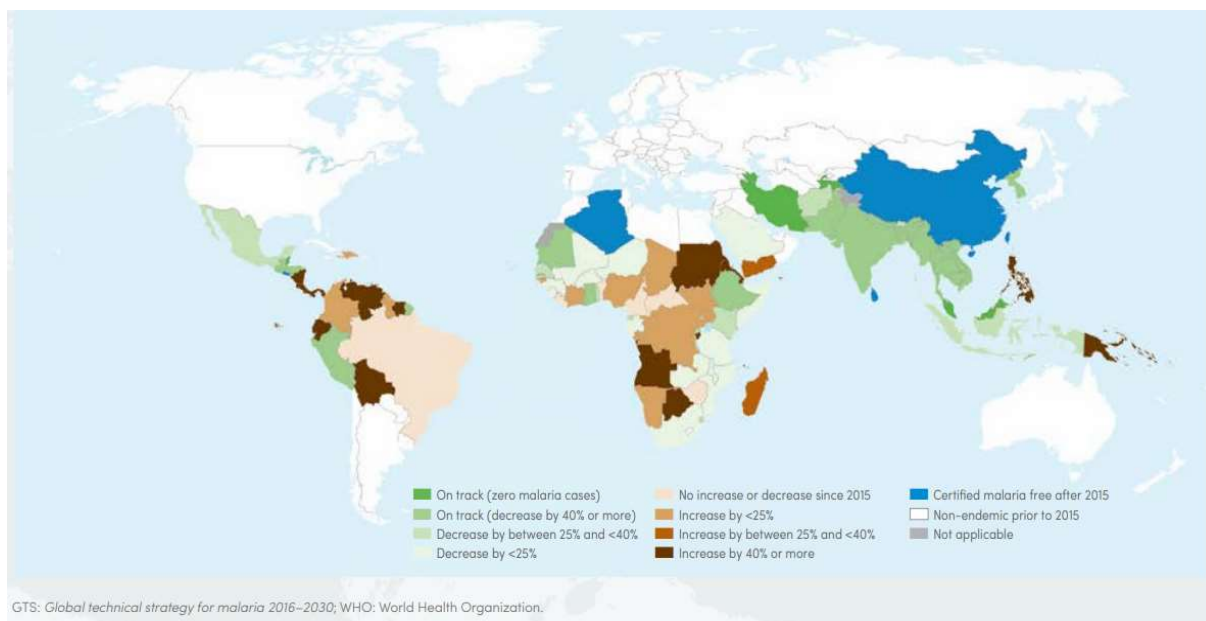 On track (zero malaria cases)
On track (decrease by 40% or more)
Decrease by between 25% and <40%
Decrease by <25%
No increase or decrease since 2015
Increase by <25%
Increase by between 25% and <40%
Increase by 40% or more
Certified malaria free after 2015
Non-endemic prior to 2015
Not applicable
GTS: Global technical strategy for malaria 2016–2030; WHO: World Health Organization.